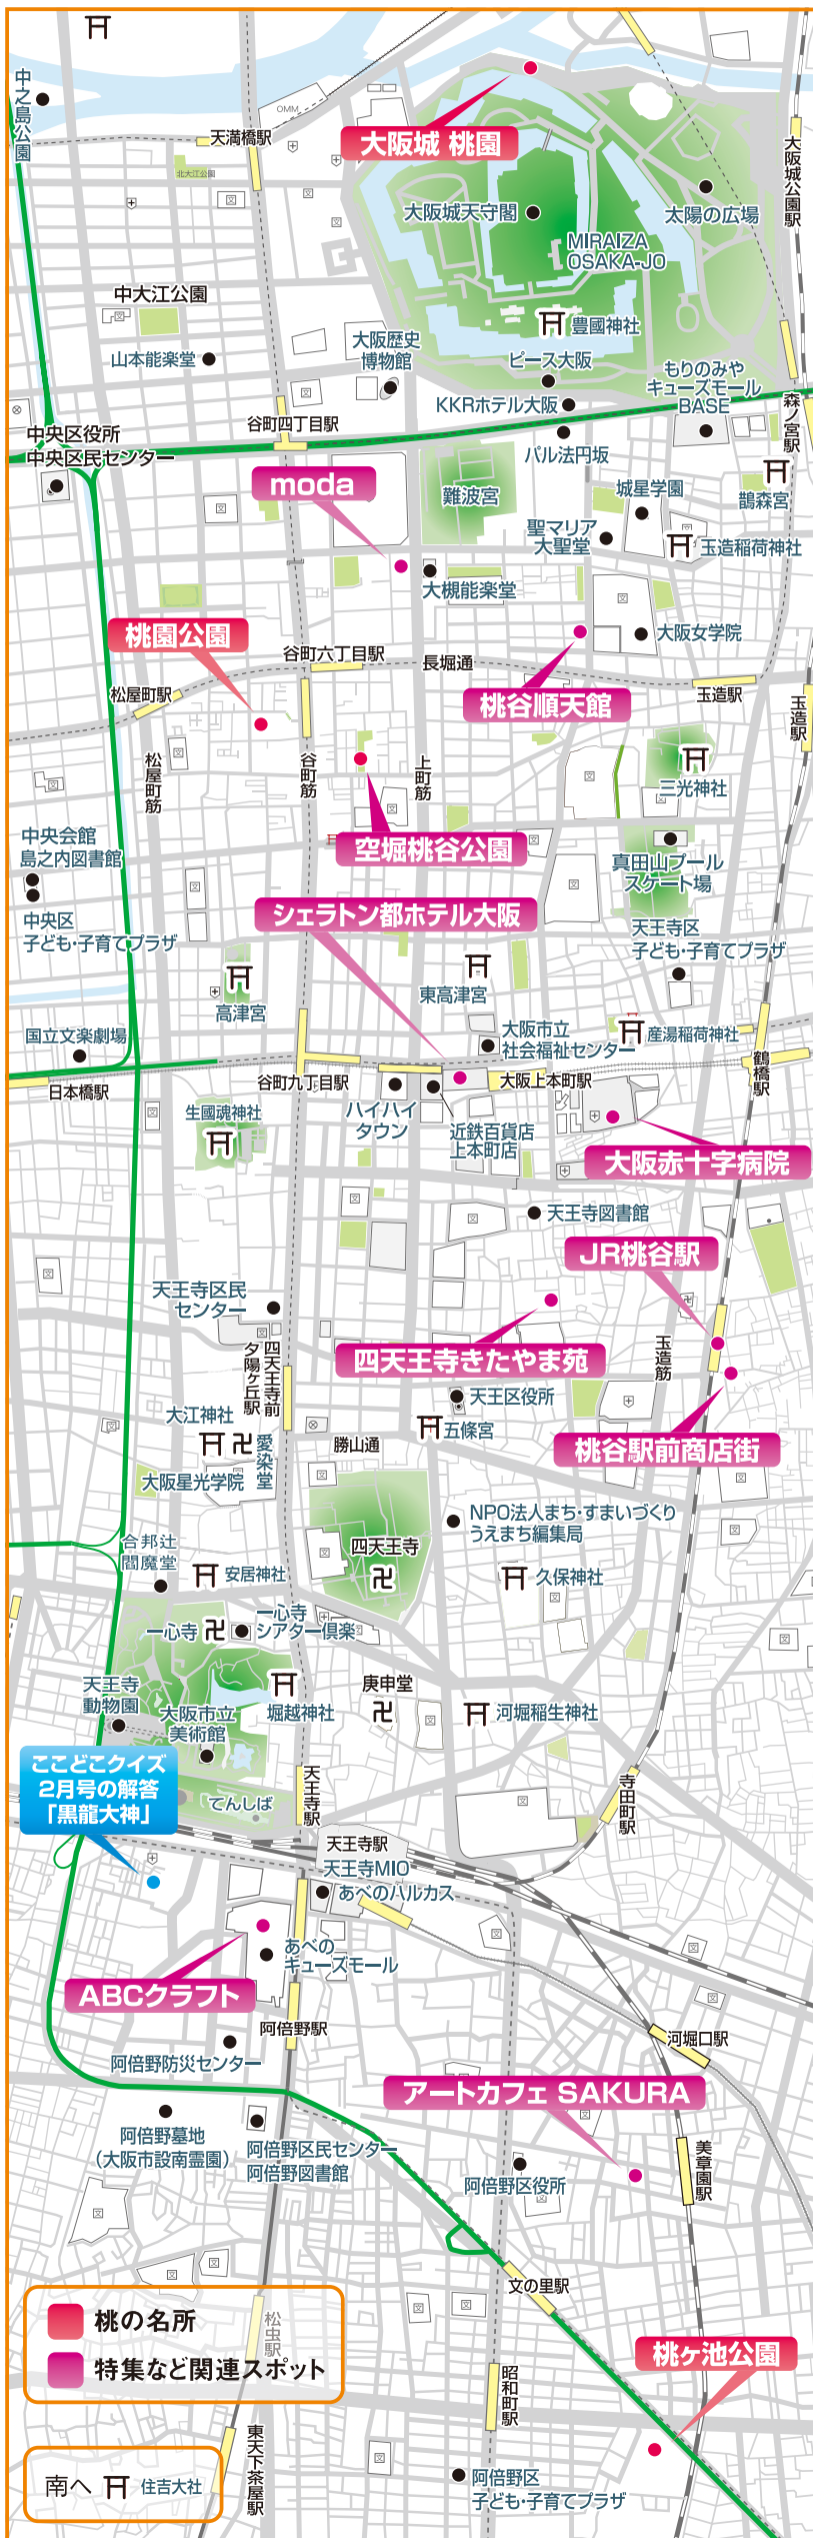 中之島公園
OMM
天満橋駅
北大江公園
大阪城 桃園
大阪城公園駅
大阪城天守閣
太陽の広場
MIRAIZA
OSAKA-JO
中大江公園
豊國神社
山本能楽堂
大阪歴史
博物館
ピース大阪
もりのみや
キューズモール
BASE
KKRホテル大阪
森ノ宮駅
谷町四丁目駅
中央区役所
中央区民センター
パル法円坂
moda
難波宮
城星学園
鵲森宮
聖マリア
大聖堂
玉造稲荷神社
大槻能楽堂
桃園公園
大阪女学院
谷町六丁目駅
長堀通
松屋町駅
桃谷順天館
玉造駅
玉造駅
松屋町筋
谷町筋
上町筋
三光神社
中央会館
島之内図書館
空堀桃谷公園
真田山プール
スケート場
中央区
子ども・子育てプラザ
シェラトン都ホテル大阪
天王寺区
子ども・子育てプラザ
高津宮
東高津宮
国立文楽劇場
大阪市立
社会福祉センター
産湯稲荷神社
鶴橋駅
日本橋駅
谷町九丁目駅
大阪上本町駅
ハイハイ
タウン
近鉄百貨店
上本町店
生國魂神社
大阪赤十字病院
天王寺図書館
JR桃谷駅
天王寺区民
センター
四天王寺前
夕陽ヶ丘駅
四天王寺きたやま苑
玉造筋
天王区役所
大江神社
愛染堂
勝山通
五條宮
桃谷駅前商店街
大阪星光学院
NPO法人まち・すまいづくり
うえまち編集局
合邦辻
閻魔堂
四天王寺
安居神社
久保神社
一心寺
一心寺
シアター倶楽
天王寺
動物園
大阪市立
美術館
堀越神社
庚申堂
河堀稲生神社
ここどこクイズ
2月号の解答
「黒龍大神」
てんしば
天王寺駅
寺田町駅
天王寺駅
天王寺MIO
あべのハルカス
あべの
キューズモール
ABCクラフト
阿倍野駅
河堀口駅
阿倍野防災センター
アートカフェ SAKURA
阿倍野墓地
（大阪市設南霊園）
阿倍野区民センター
阿倍野図書館
阿倍野区役所
美章園駅
文の里駅
桃の名所
特集など関連スポット
松虫駅
桃ヶ池公園
昭和町駅
東天下茶屋駅
南へ 住吉大社
阿倍野区
子ども・子育てプラザ